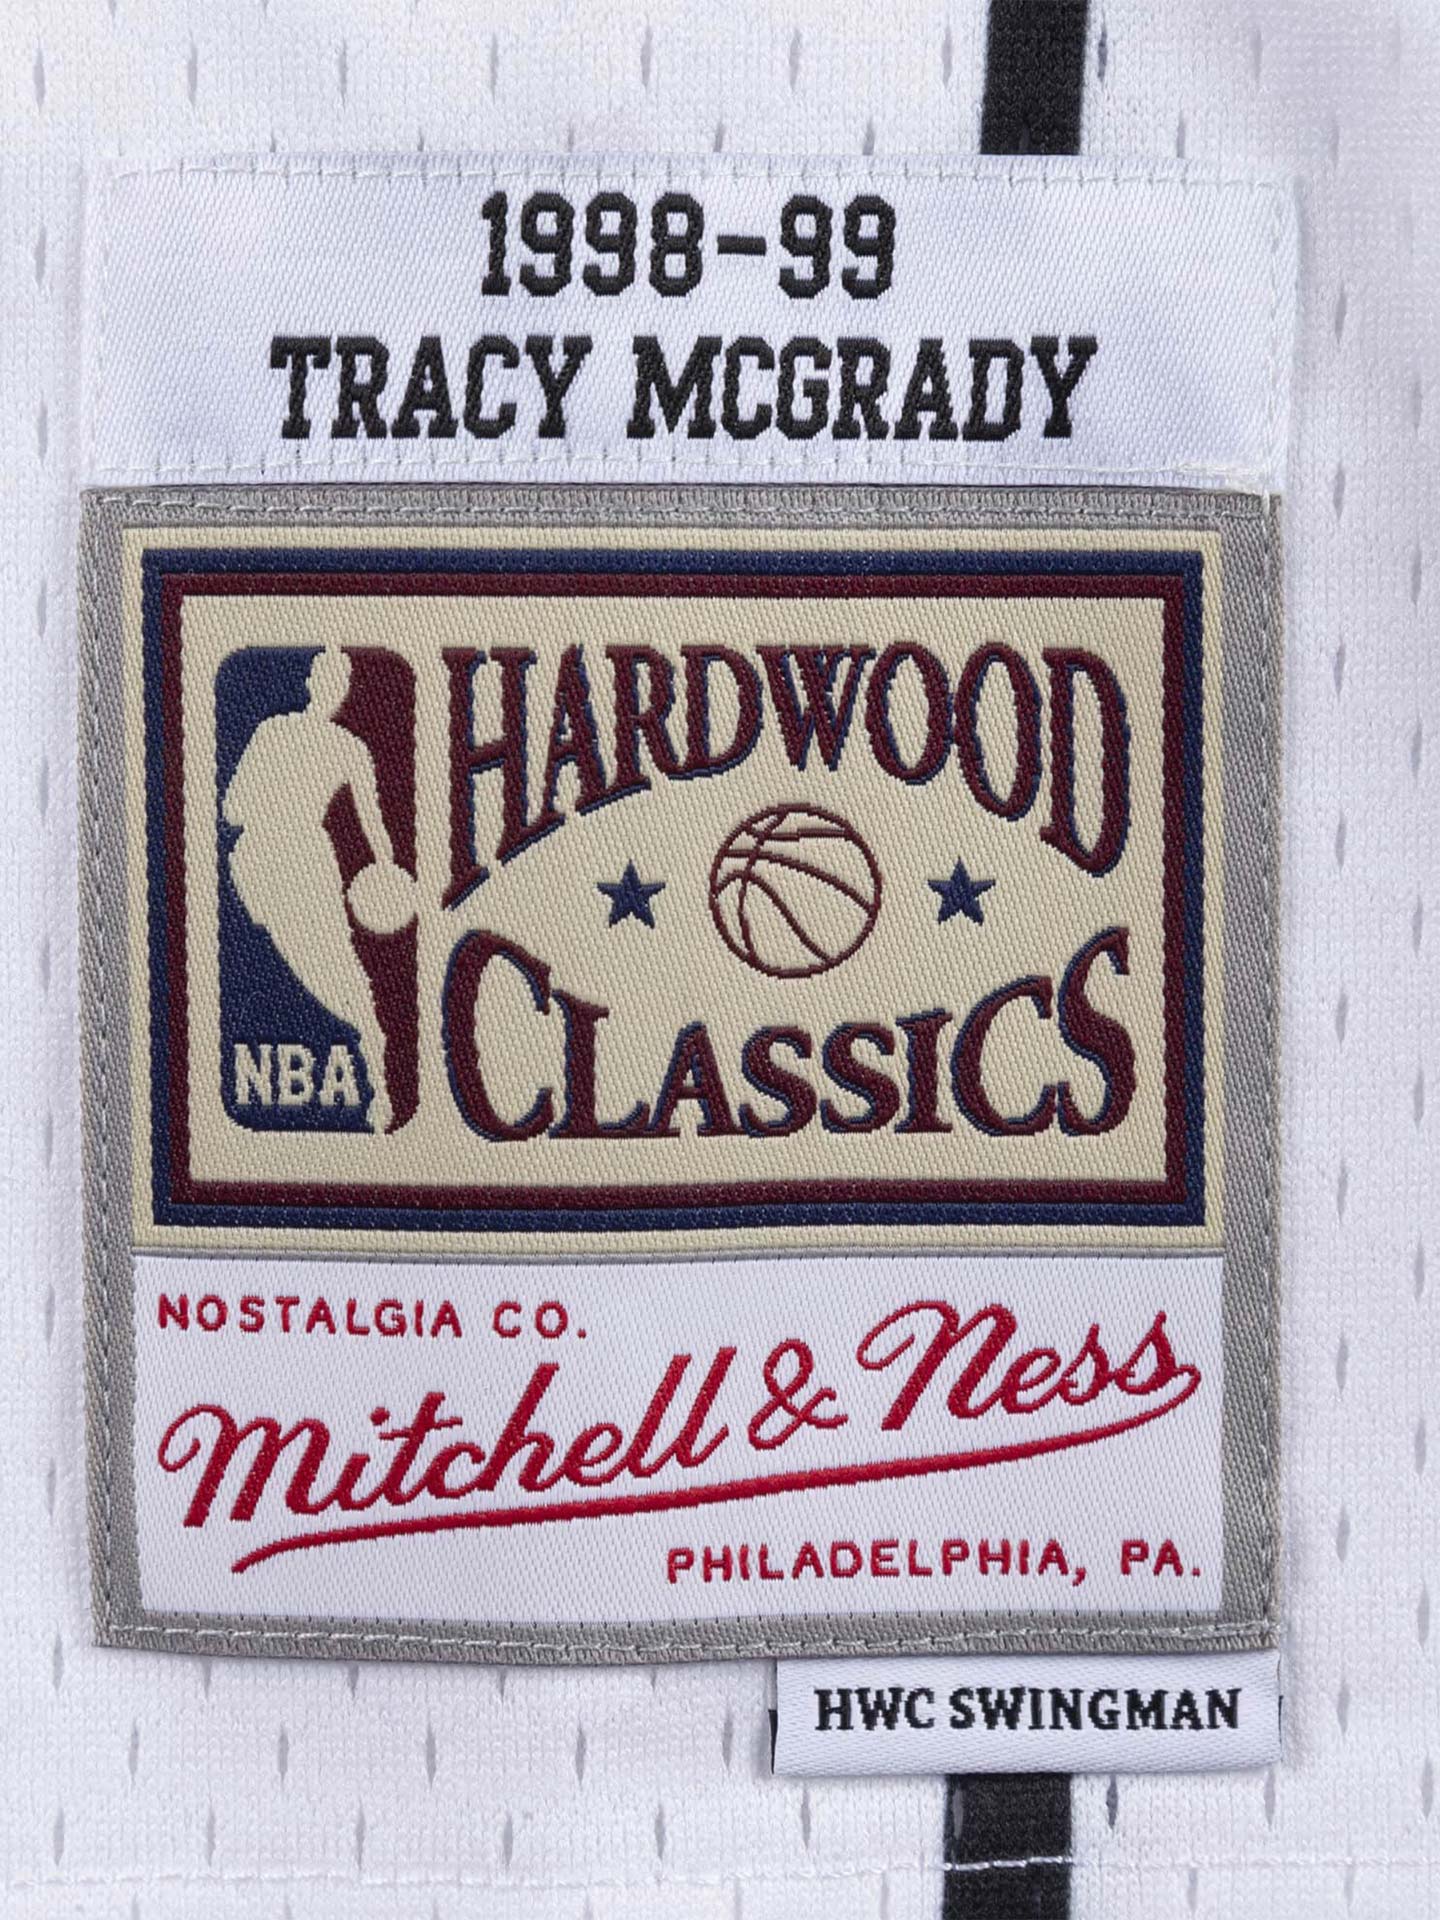 1998-99
TRACY MCGRADY
HARDWOOD
CLASSICS
NBA
NOSTALGIA CO.
Mitchell & Ness
PHILADELPHIA, PA.
HWC SWINGMAN